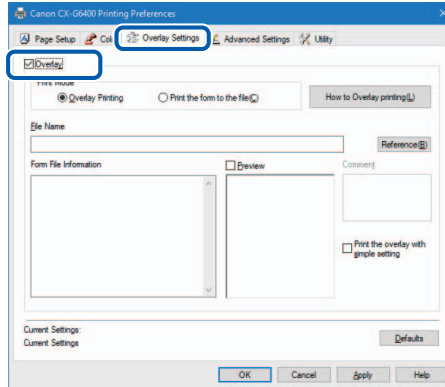 Canon CX-G6400 Printing Preferences
Page Setup Col Overlay Settings Advanced Settings Utility
Overlay
Print Mode
Overlay Printing Print the form to the file(C) How to Overlay printing(L)
File Name
Reference(B)
Form File Information Preview Comment
Print the overlay with
simple setting
Current Settings:
Current Settings
Defaults
OK Cancel Apply Help